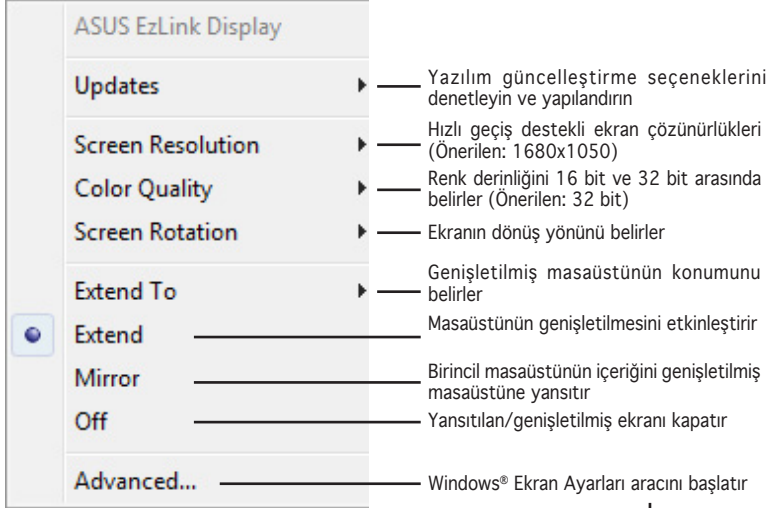 ASUS EzLink Display
Updates
Yazılım güncelleştirme seçeneklerini
denetleyin ve yapılandırın
Screen Resolution
Hızlı geçiş destekli ekran çözünürlükleri
(Önerilen: 1680x1050)
Color Quality
Renk derinliğini 16 bit ve 32 bit arasında
belirler (Önerilen: 32 bit)
Screen Rotation
Ekranın dönüş yönünü belirler
Extend To
Genişletilmiş masaüstünün konumunu
belirler
Extend
Masaüstünün genişletilmesini etkinleştirir
Mirror
Birincil masaüstünün içeriğini genişletilmiş
masaüstüne yansıtır
Off
Yansıtılan/genişletilmiş ekranı kapatır
Advanced...
Windows® Ekran Ayarları aracını başlatır